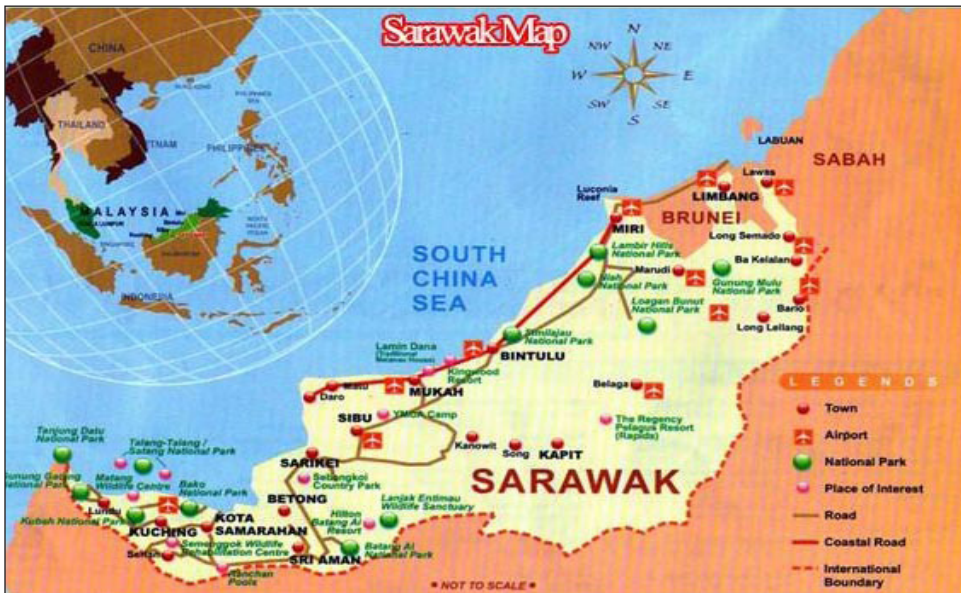 Sarawak Map
CHINA
THAILAND
VIETNAM
PHILIPPINES
MALAYSIA
INDONESIA
N
NE
E
SE
S
SW
W
NW
LABUAN
SABAH
Lawas
LIMBANG
BRUNEI
Luconia
Reef
MIRI
Long Semado
Ba Kelalan
Lambir Hills
National Park
Marudi
Gunung Mulu
National Park
Niah
National Park
Bario
Loagan Bunut
National Park
Long Lellang
SOUTH
CHINA
SEA
Similajau
National Park
BINTULU
Lamin Dana
(Traditional
Melanau House)
Kingwood
Resort
Matu
Daro
MUKAH
Belaga
SIBU
YMCA Camp
The Regency
Pelagus Resort
(Rapids)
Kanowit
Song
KAPIT
SARIKEI
SARAWAK
Sebangkoi
Country Park
Tanjung Datu
National Park
Talang-Talang /
Satang National Park
Gunung Gading
National Park
Matang
Wildlife Centre
Bako
National Park
Lundu
BETONG
Lanjak Entimau
Wildlife Sanctuary
Kubah National Park
KUCHING
KOTA
SAMARAHAN
Hilton
Batang Ai
Resort
Semenggok Wildlife
Rehabilitation Centre
SRI AMAN
Batang Ai
National Park
Ranchan
Pools
• NOT TO SCALE •
LEGENDS
Town
Airport
National Park
Place of Interest
Road
Coastal Road
International
Boundary